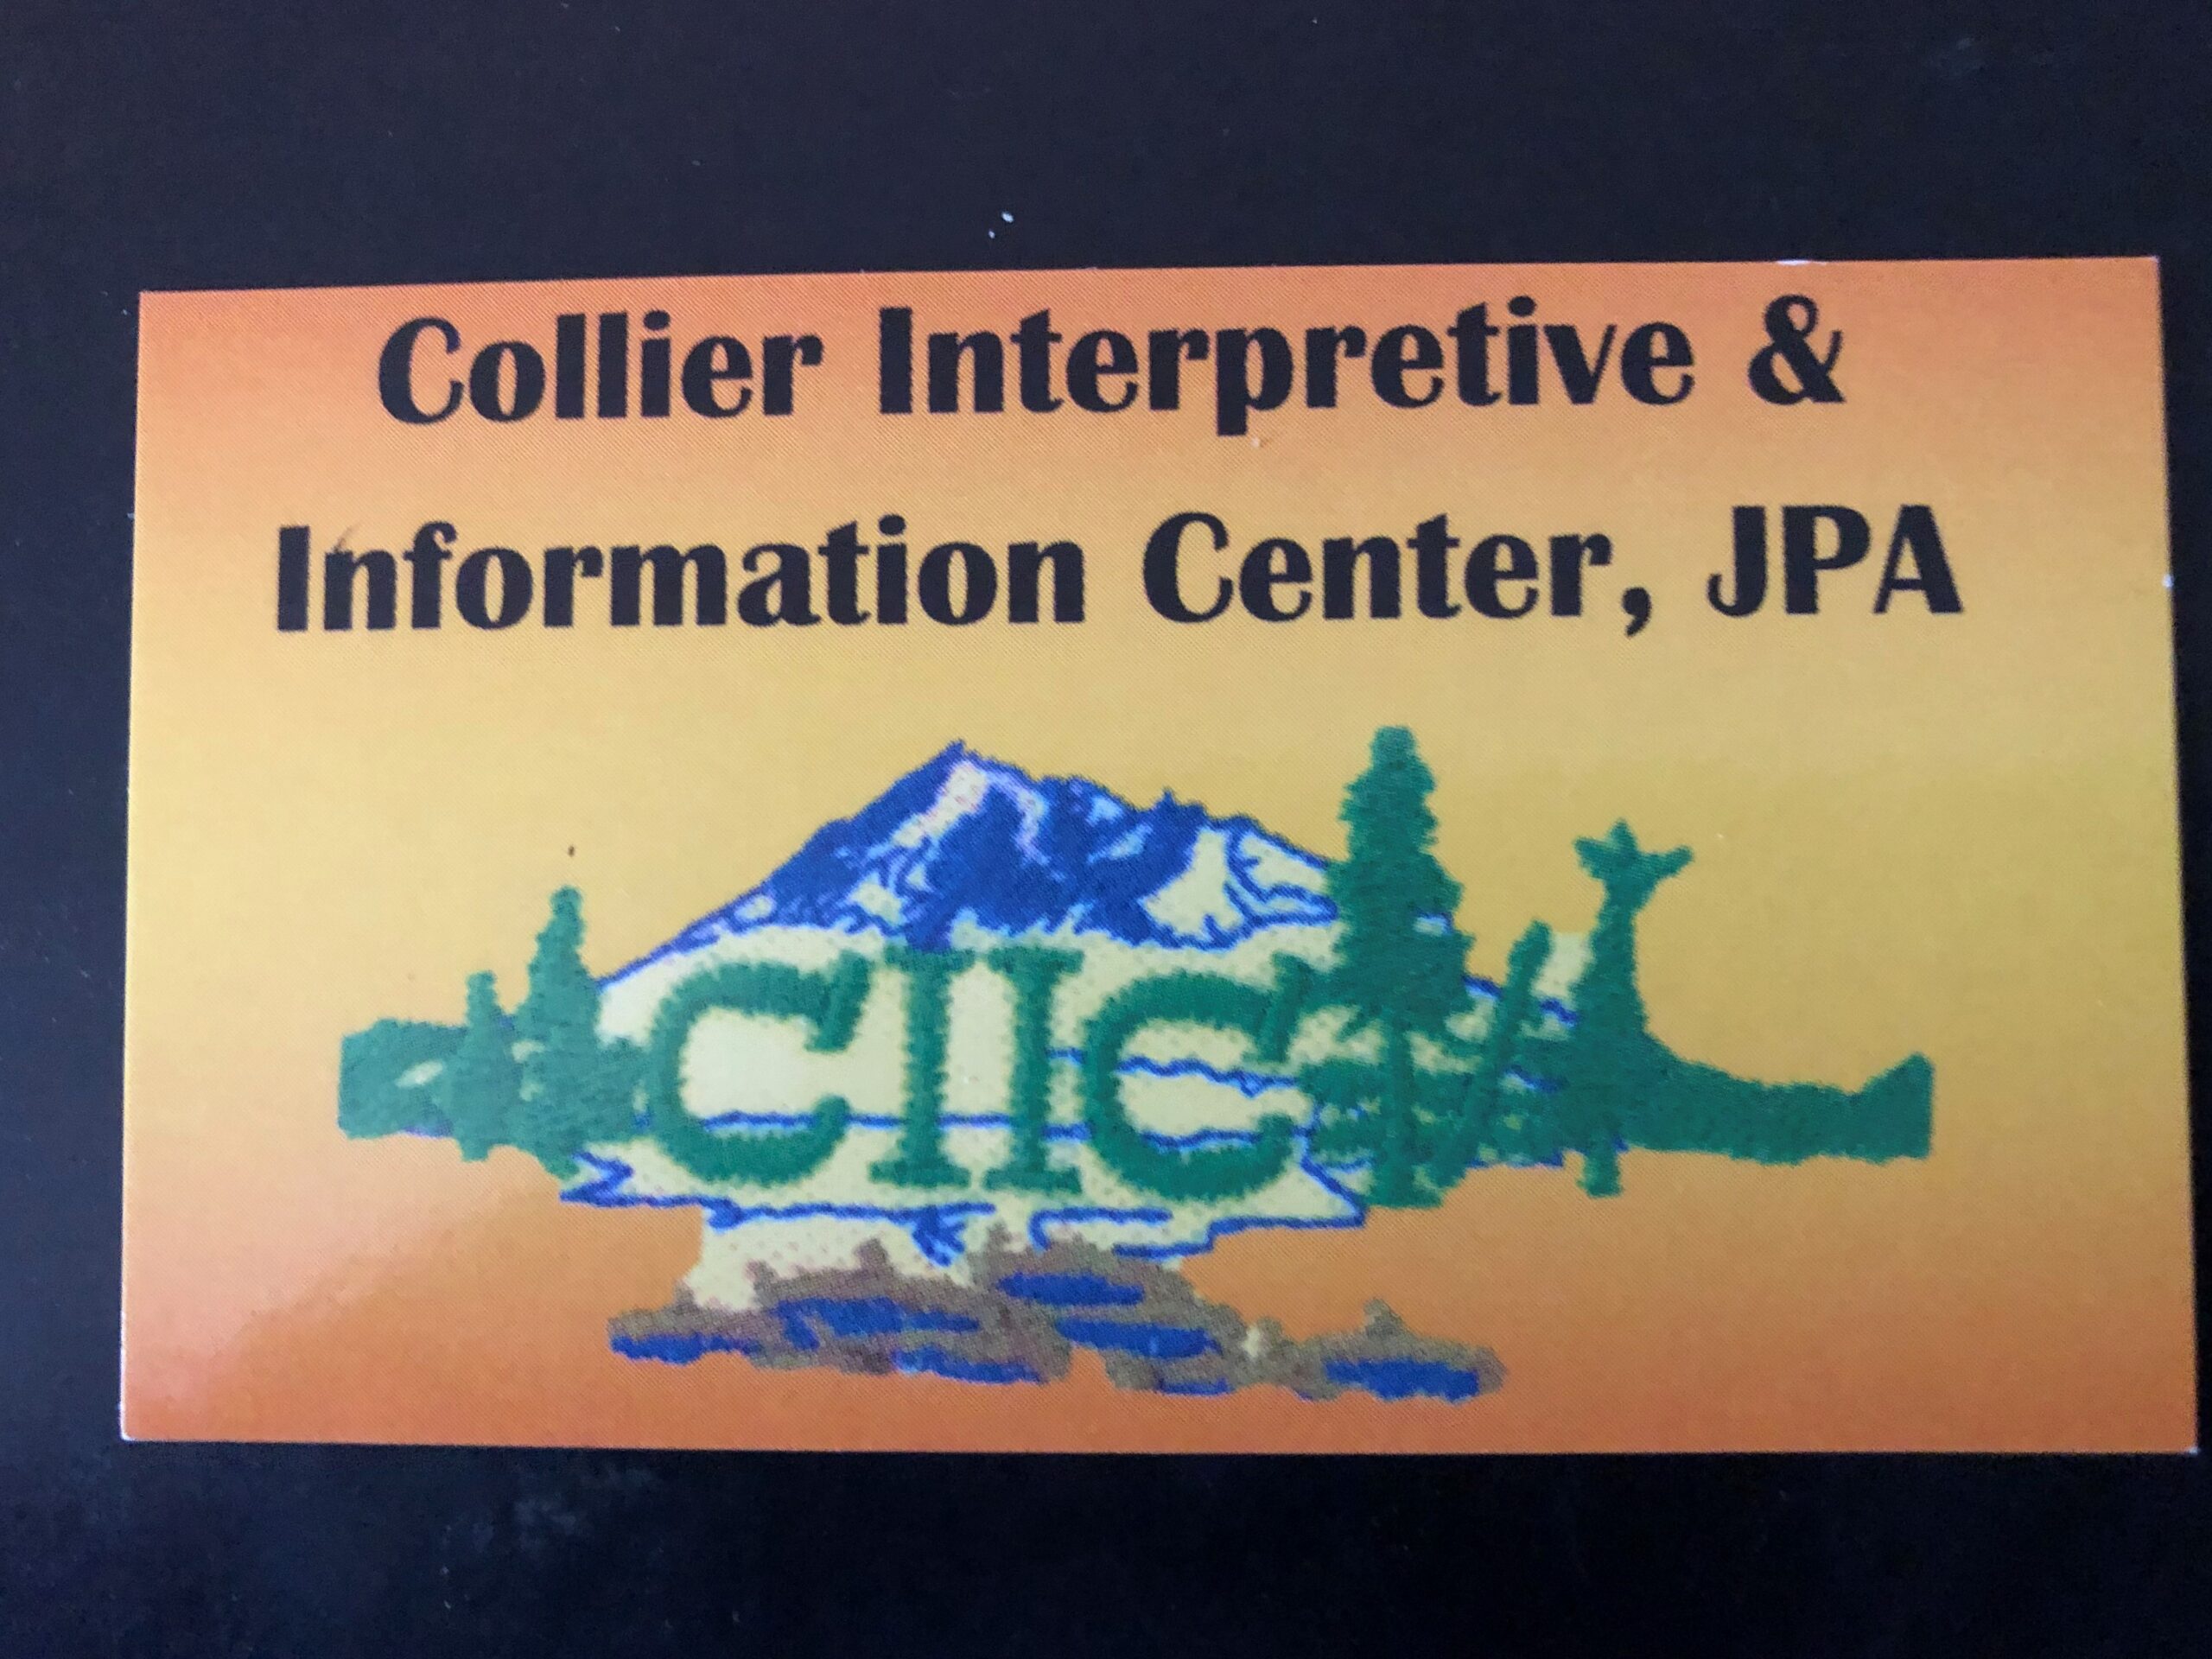 Collier Interpretive &
Information Center, JPA
CIIC